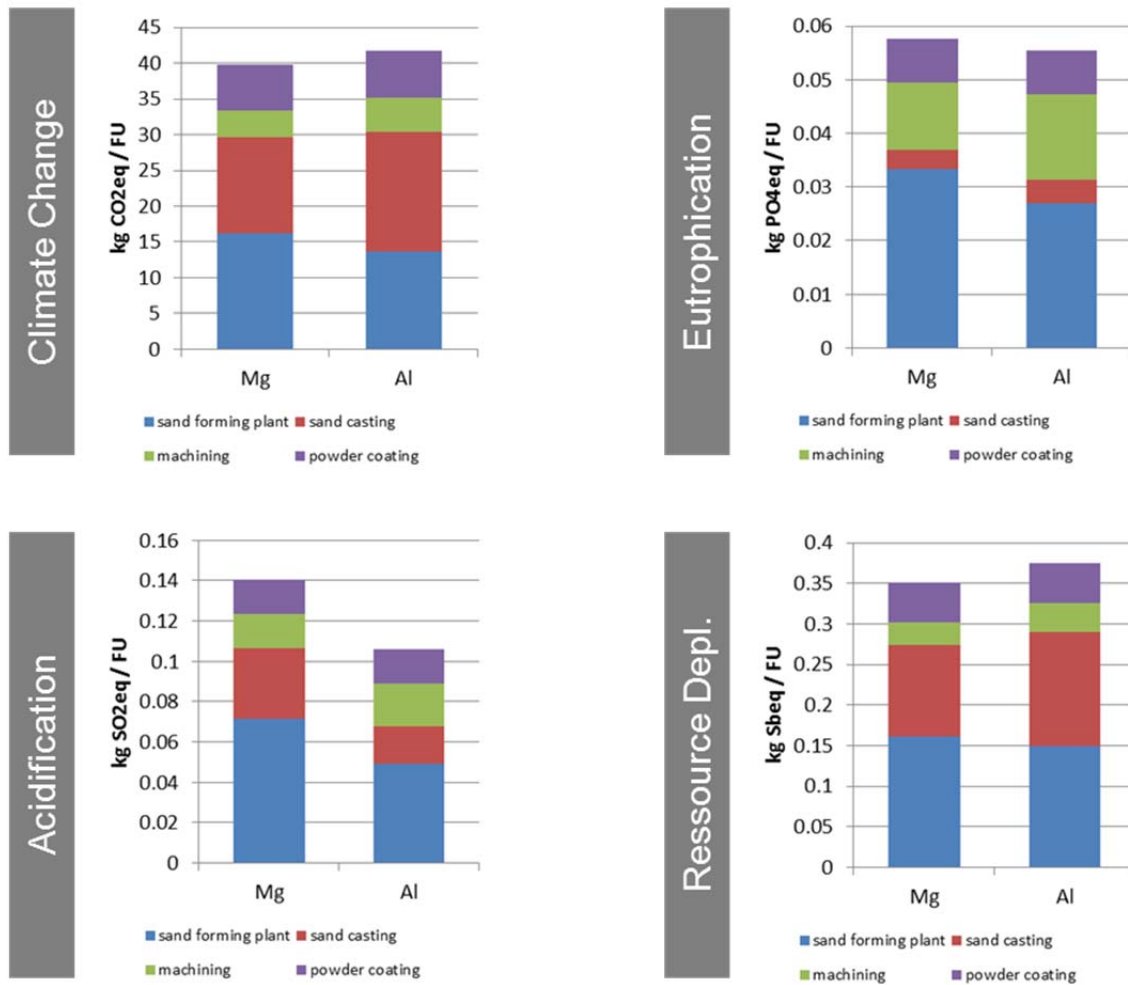 Climate Change
kg CO2eq / FU
45
40
35
30
25
20
15
10
5
0
Mg Al
sand forming plant sand casting
machining powder coating
Eutrophication
kg PO4eq / FU
0.06
0.05
0.04
0.03
0.02
0.01
0
Mg Al
sand forming plant sand casting
machining powder coating
Acidification
kg SO2eq / FU
0.16
0.14
0.12
0.1
0.08
0.06
0.04
0.02
0
Mg Al
sand forming plant sand casting
machining powder coating
Ressource Depl.
kg Sbeq / FU
0.4
0.35
0.3
0.25
0.2
0.15
0.1
0.05
0
Mg Al
sand forming plant sand casting
machining powder coating